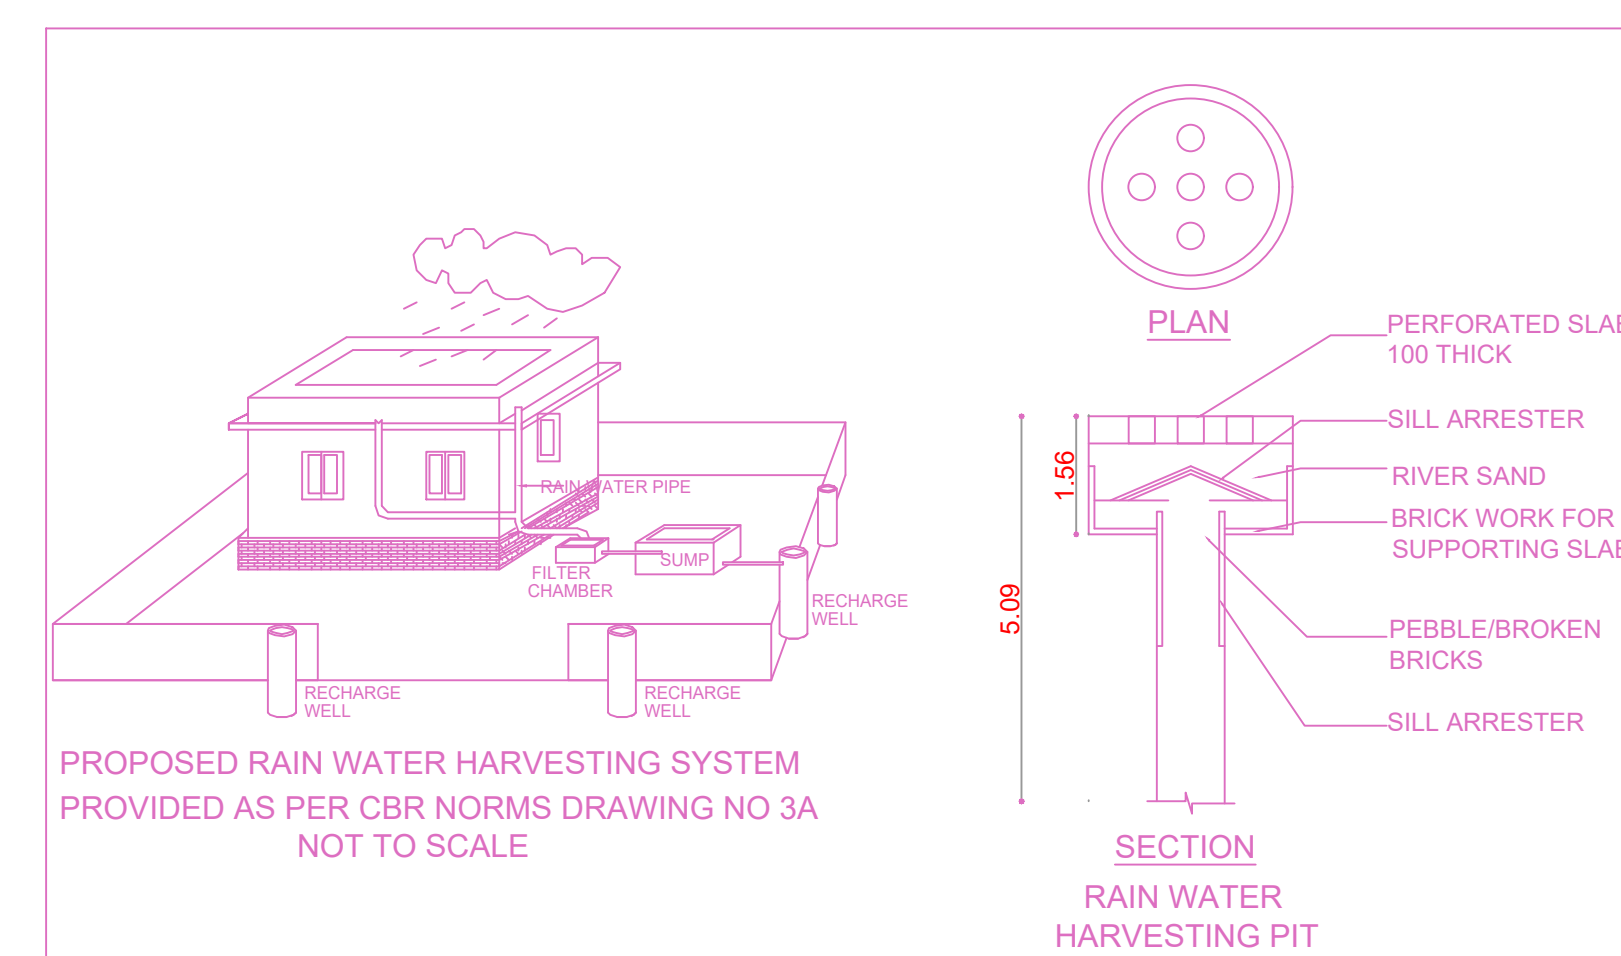 RAIN WATER PIPE
FILTER
CHAMBER
SUMP
RECHARGE
WELL
RECHARGE
WELL
RECHARGE
WELL
PROPOSED RAIN WATER HARVESTING SYSTEM
PROVIDED AS PER CBR NORMS DRAWING NO 3A
NOT TO SCALE
PLAN
PERFORATED SLAB
100 THICK
SILL ARRESTER
RIVER SAND
BRICK WORK FOR
SUPPORTING SLAB
PEBBLE/BROKEN
BRICKS
SILL ARRESTER
1.56
5.09
SECTION
RAIN WATER
HARVESTING PIT